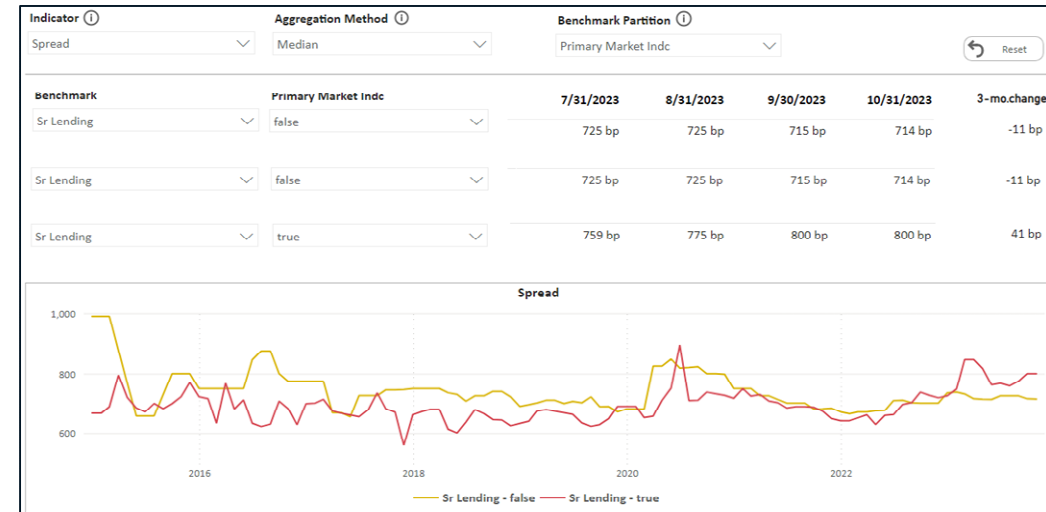 Indicator ⓘ Aggregation Method ⓘ Benchmark Partition ⓘ
Spread Median Primary Market Indc Reset
Benchmark Primary Market Indc 7/31/2023 8/31/2023 9/30/2023 10/31/2023 3-mo.change
Sr Lending false 725 bp 725 bp 715 bp 714 bp -11 bp
Sr Lending false 725 bp 725 bp 715 bp 714 bp -11 bp
Sr Lending true 759 bp 775 bp 800 bp 800 bp 41 bp
Spread
1,000
800
600
2016 2018 2020 2022
Sr Lending - false Sr Lending - true